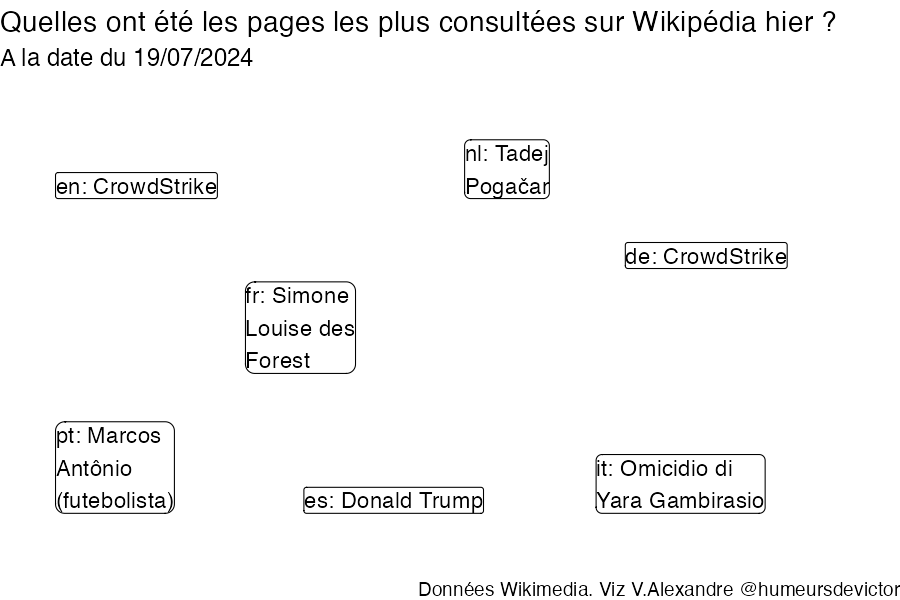 Quelles ont été les pages les plus consultées sur Wikipédia hier ?
A la date du 19/07/2024
nl: Tadej
Pogačar
en: CrowdStrike
de: CrowdStrike
fr: Simone
Louise des
Forest
pt: Marcos
Antônio
(futebolista)
es: Donald Trump
it: Omicidio di
Yara Gambirasio
Données Wikimedia. Viz V.Alexandre @humeursdevictor